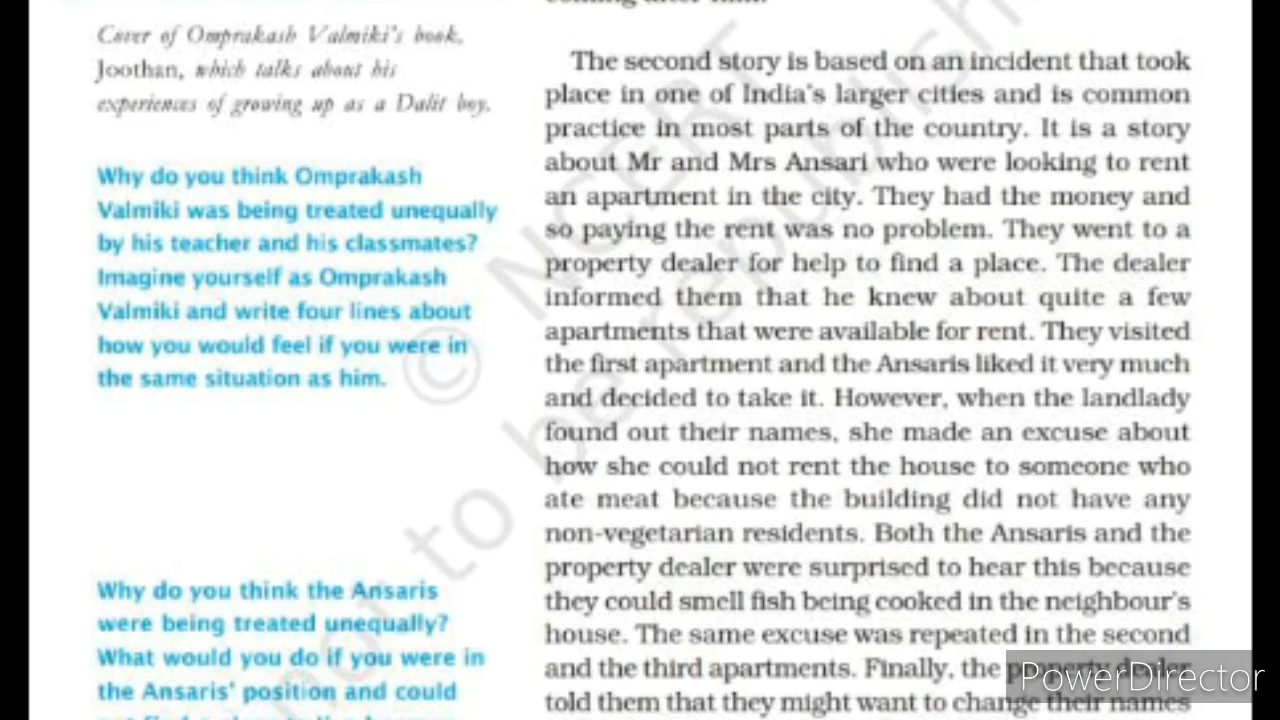 Cover of Omprakash Valmiki's book,
Joothan, which talks about his
experiences of growing up as a Dalit boy.
Why do you think Omprakash
Valmiki was being treated unequally
by his teacher and his classmates?
Imagine yourself as Omprakash
Valmiki and write four lines about
how you would feel if you were in
the same situation as him.
Why do you think the Ansaris
were being treated unequally?
What would you do if you were in
the Ansaris' position and could
The second story is based on an incident that took
place in one of India's larger cities and is common
practice in most parts of the country. It is a story
about Mr and Mrs Ansari who were looking to rent
an apartment in the city. They had the money and
so paying the rent was no problem. They went to a
property dealer for help to find a place. The dealer
informed them that he knew about quite a few
apartments that were available for rent. They visited
the first apartment and the Ansaris liked it very much
and decided to take it. However, when the landlady
found out their names, she made an excuse about
how she could not rent the house to someone who
ate meat because the building did not have any
non-vegetarian residents. Both the Ansaris and the
property dealer were surprised to hear this because
they could smell fish being cooked in the neighbour's
house. The same excuse was repeated in the second
and the third apartments. Finally, the property dealer
told them that they might want to change their names
© NCERT
not to be republish
PowerDirector